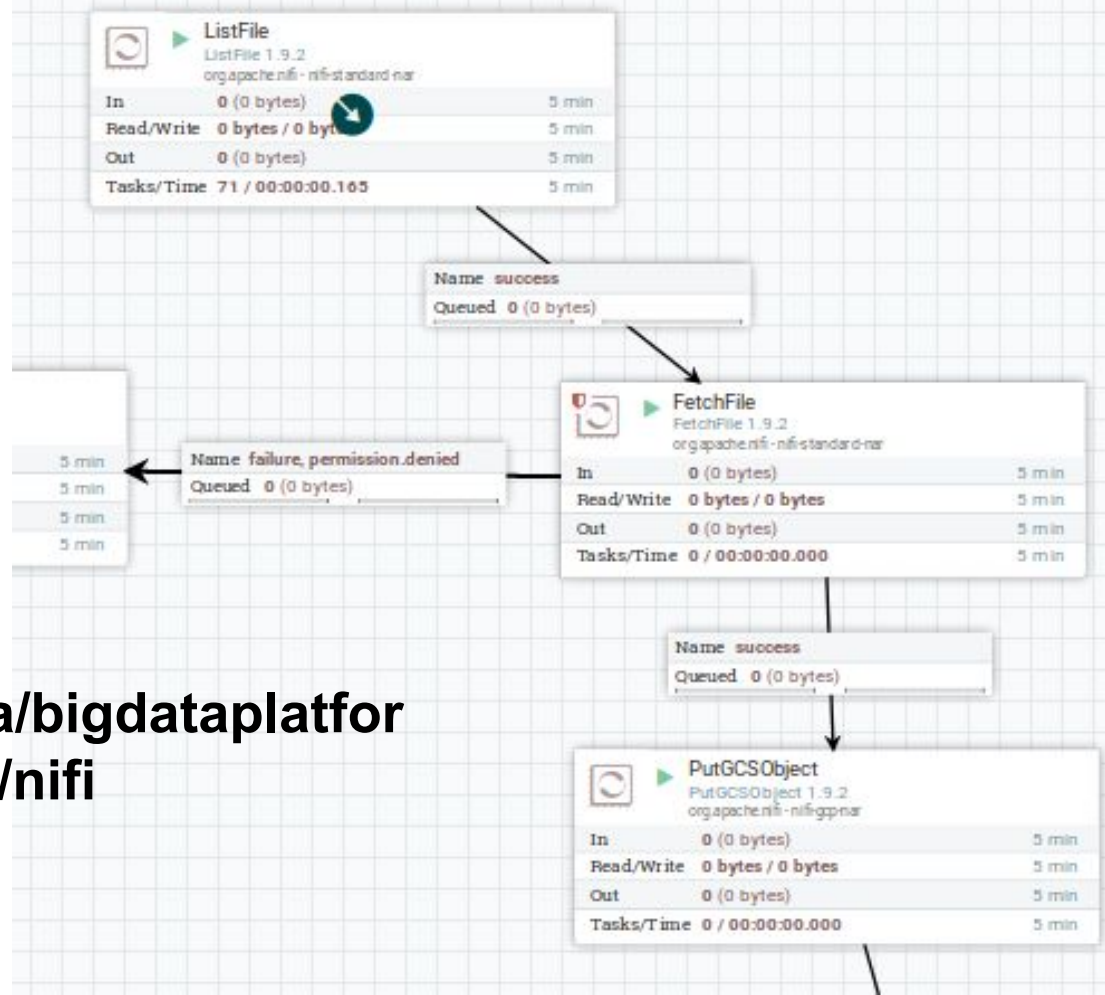 ListFile
ListFile 1.9.2
org.apache.nifi - nifi-standard-nar
In 0 (0 bytes) 5 min
Read/Write 0 bytes / 0 byt 5 min
Out 0 (0 bytes) 5 min
Tasks/Time 71 / 00:00:00.165 5 min
Name success
Queued 0 (0 bytes)
FetchFile
FetchFile 1.9.2
org.apache.nifi - nifi-standard-nar
In 0 (0 bytes) 5 min
Read/Write 0 bytes / 0 bytes 5 min
Out 0 (0 bytes) 5 min
Tasks/Time 0 / 00:00:00.000 5 min
Name failure, permission.denied
Queued 0 (0 bytes)
5 min
5 min
5 min
5 min
Name success
Queued 0 (0 bytes)
a/bigdataplatfor
/nifi
PutGCSObject
PutGCSObject 1.9.2
org.apache.nifi - nifi-gcp-nar
In 0 (0 bytes) 5 min
Read/Write 0 bytes / 0 bytes 5 min
Out 0 (0 bytes) 5 min
Tasks/Time 0 / 00:00:00.000 5 min